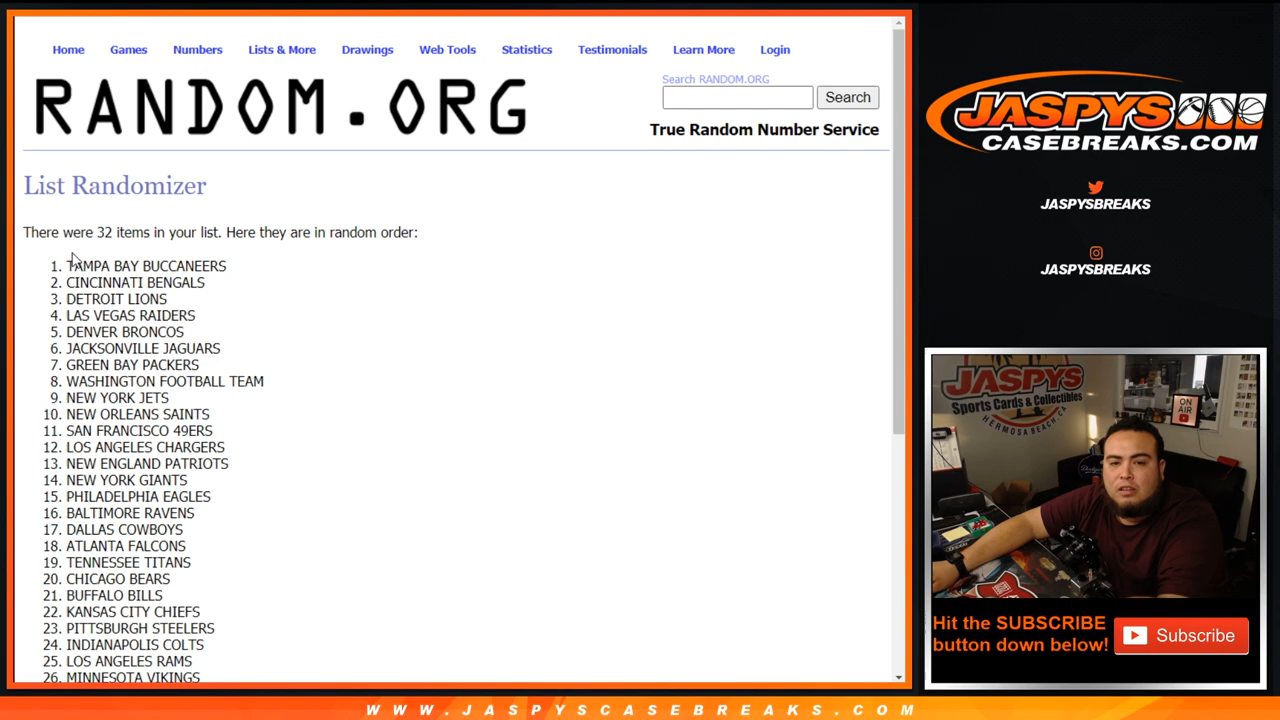 Home Games Numbers Lists & More Drawings Web Tools Statistics Testimonials Learn More Login
RANDOM.ORG
Search RANDOM.ORG
Search
True Random Number Service
List Randomizer
There were 32 items in your list. Here they are in random order:
1. TAMPA BAY BUCCANEERS
2. CINCINNATI BENGALS
3. DETROIT LIONS
4. LAS VEGAS RAIDERS
5. DENVER BRONCOS
6. JACKSONVILLE JAGUARS
7. GREEN BAY PACKERS
8. WASHINGTON FOOTBALL TEAM
9. NEW YORK JETS
10. NEW ORLEANS SAINTS
11. SAN FRANCISCO 49ERS
12. LOS ANGELES CHARGERS
13. NEW ENGLAND PATRIOTS
14. NEW YORK GIANTS
15. PHILADELPHIA EAGLES
16. BALTIMORE RAVENS
17. DALLAS COWBOYS
18. ATLANTA FALCONS
19. TENNESSEE TITANS
20. CHICAGO BEARS
21. BUFFALO BILLS
22. KANSAS CITY CHIEFS
23. PITTSBURGH STEELERS
24. INDIANAPOLIS COLTS
25. LOS ANGELES RAMS
26. MINNESOTA VIKINGS
JASPYS
CASEBREAKS.COM
JASPYSBREAKS
JASPYSBREAKS
JASPYS
Sports Cards & Collectibles
HERMOSA BEACH, CA
ON AIR
Hit the SUBSCRIBE
button down below!
Subscribe
WWW.JASPYSCASEBREAKS.COM